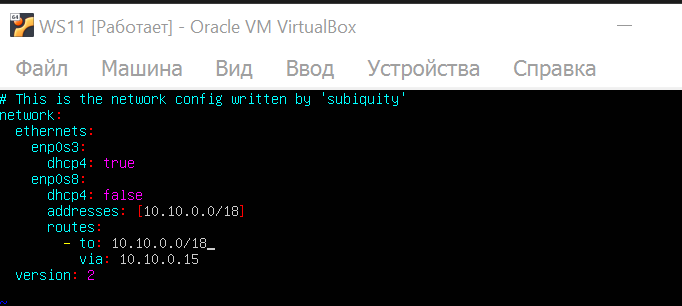 WS11 [Работает] - Oracle VM VirtualBox
Файл Машина Вид Ввод Устройства Справка
# This is the network config written by 'subiquity'
network:
  ethernets:
    enp0s3:
      dhcp4: true
    enp0s8:
      dhcp4: false
      addresses: [10.10.0.0/18]
      routes:
        - to: 10.10.0.0/18_
          via: 10.10.0.15
  version: 2